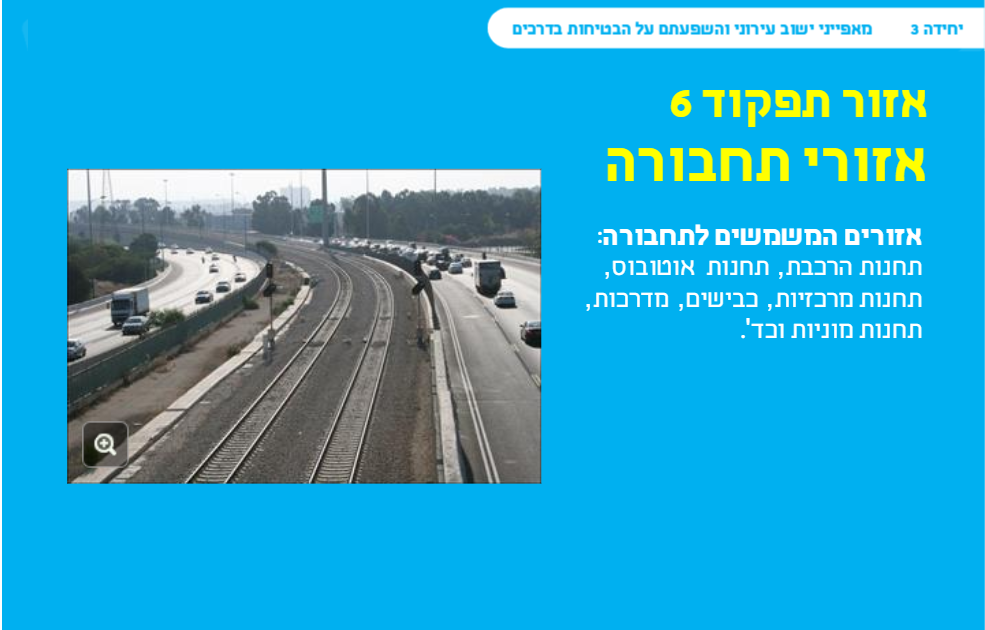 יחידה 3 מאפייני ישוב עירוני והשפעתם על הבטיחות בדרכים
אזור תפקוד 6
אזורי תחבורה
אזורים המשמשים לתחבורה:
תחנות הרכבת, תחנות אוטובוס,
תחנות מרכזיות, כבישים, מדרכות,
תחנות מוניות וכד'.